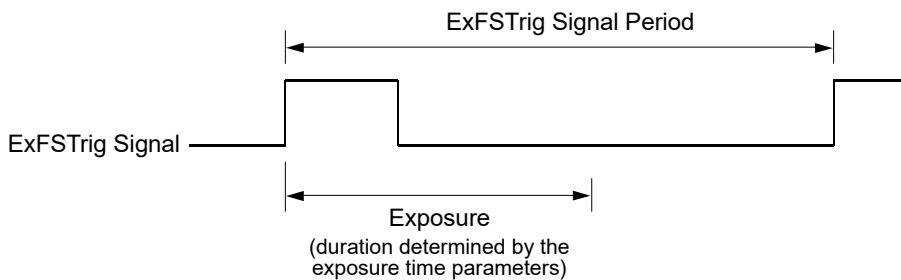 ExFSTrig Signal Period
ExFSTrig Signal
Exposure
(duration determined by the
exposure time parameters)